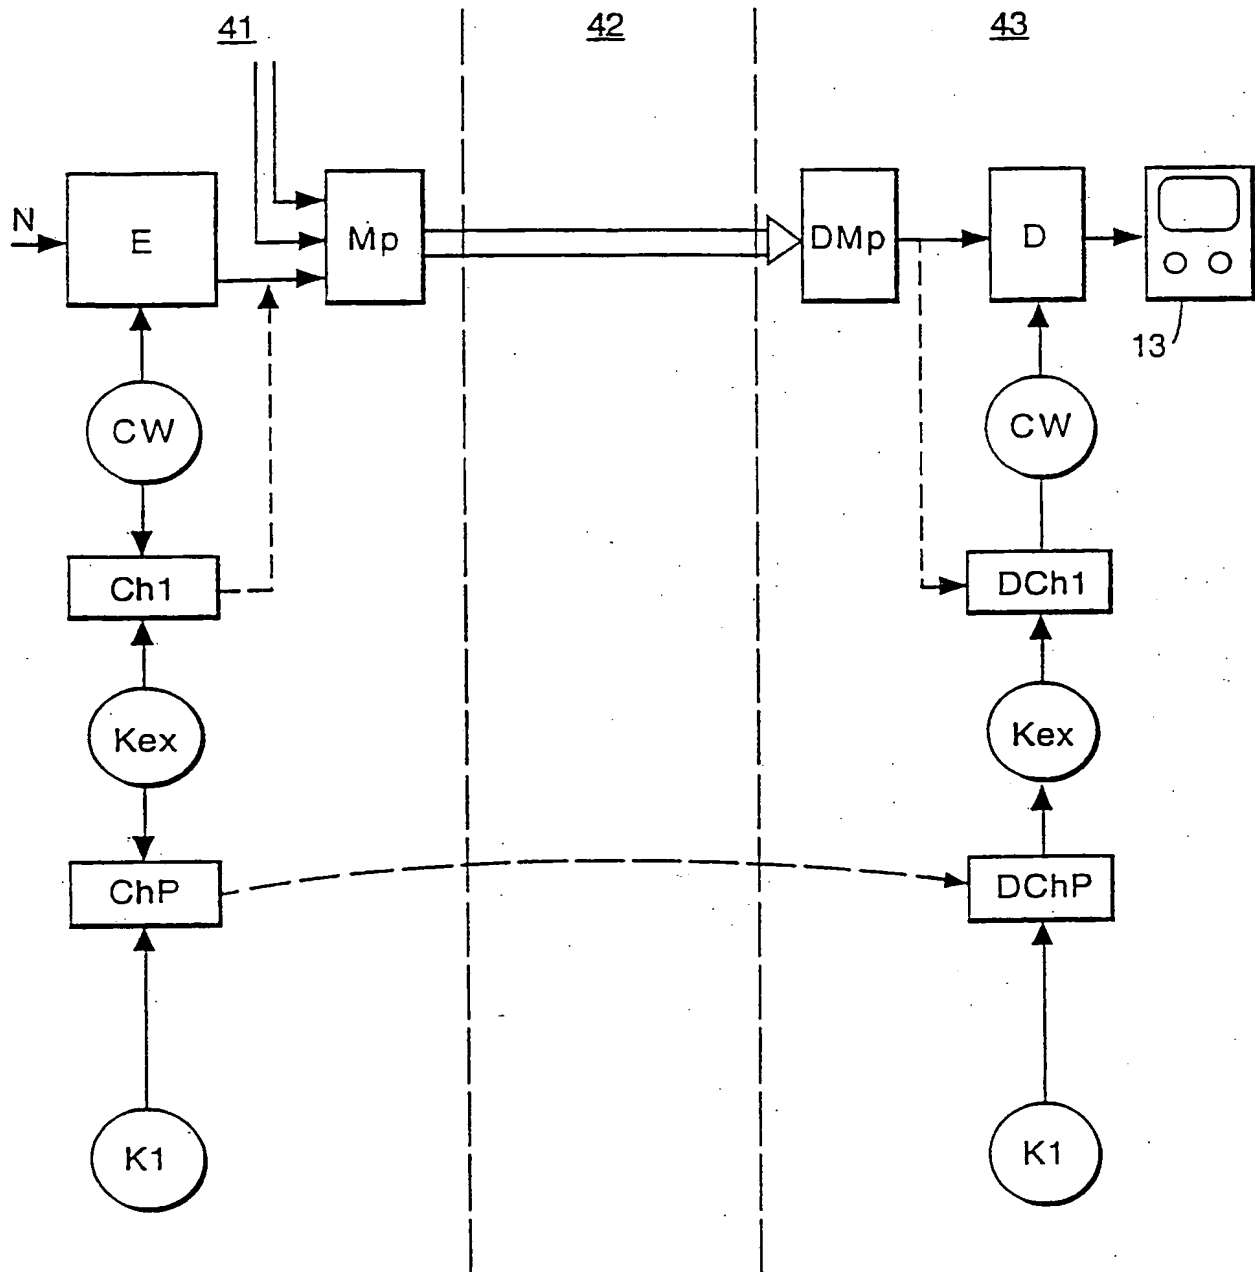 41 42 43
N E Mp DMp D
13
CW CW
Ch1 DCh1
Kex Kex
ChP DChP
K1 K1